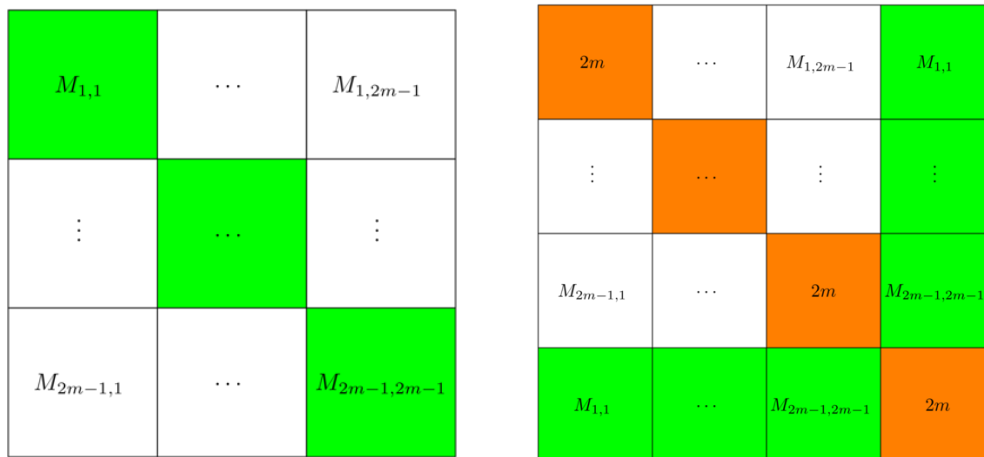 M_{1,1} ⋯ M_{1,2m−1}
⋮ ⋯ ⋮
M_{2m−1,1} ⋯ M_{2m−1,2m−1}
2m ⋯ M_{1,2m−1} M_{1,1}
⋮ ⋯ ⋮ ⋮
M_{2m−1,1} ⋯ 2m M_{2m−1,2m−1}
M_{1,1} ⋯ M_{2m−1,2m−1} 2m